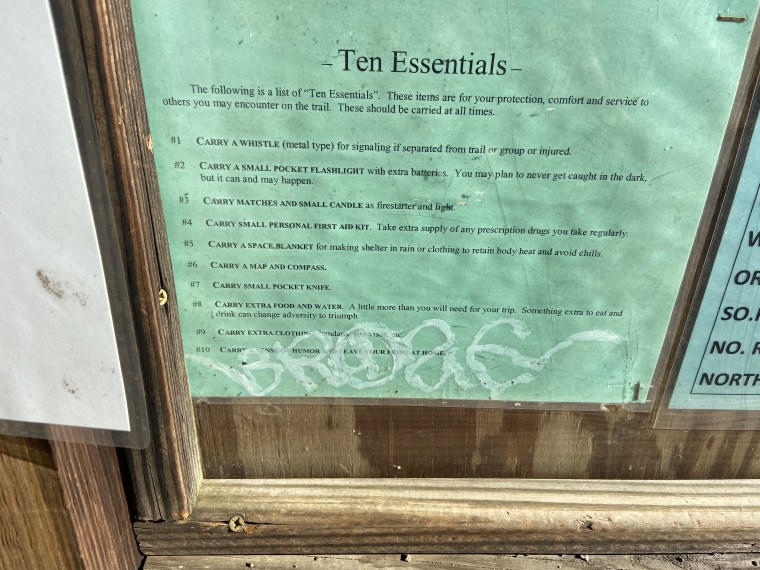 – Ten Essentials –
The following is a list of "Ten Essentials". These items are for your protection, comfort and service to
others you may encounter on the trail. These should be carried at all times.
#1 CARRY A WHISTLE (metal type) for signaling if separated from trail or group or injured.
#2 CARRY A SMALL POCKET FLASHLIGHT with extra batteries. You may plan to never get caught in the dark,
but it can and may happen.
#3 CARRY MATCHES AND SMALL CANDLE as firestarter and light.
#4 CARRY SMALL PERSONAL FIRST AID KIT. Take extra supply of any prescription drugs you take regularly.
#5 CARRY A SPACE BLANKET for making shelter in rain or clothing to retain body heat and avoid chills.
#6 CARRY A MAP AND COMPASS.
#7 CARRY SMALL POCKET KNIFE.
#8 CARRY EXTRA FOOD AND WATER. A little more than you will need for your trip. Something extra to eat and
drink can change adversity to triumph.
#9 CARRY EXTRA CLOTHING, etc.
#10 CARRY A SENSE OF HUMOR AND LEAVE YOUR AT HOME.
OR
SO.
NO. R
NORTH